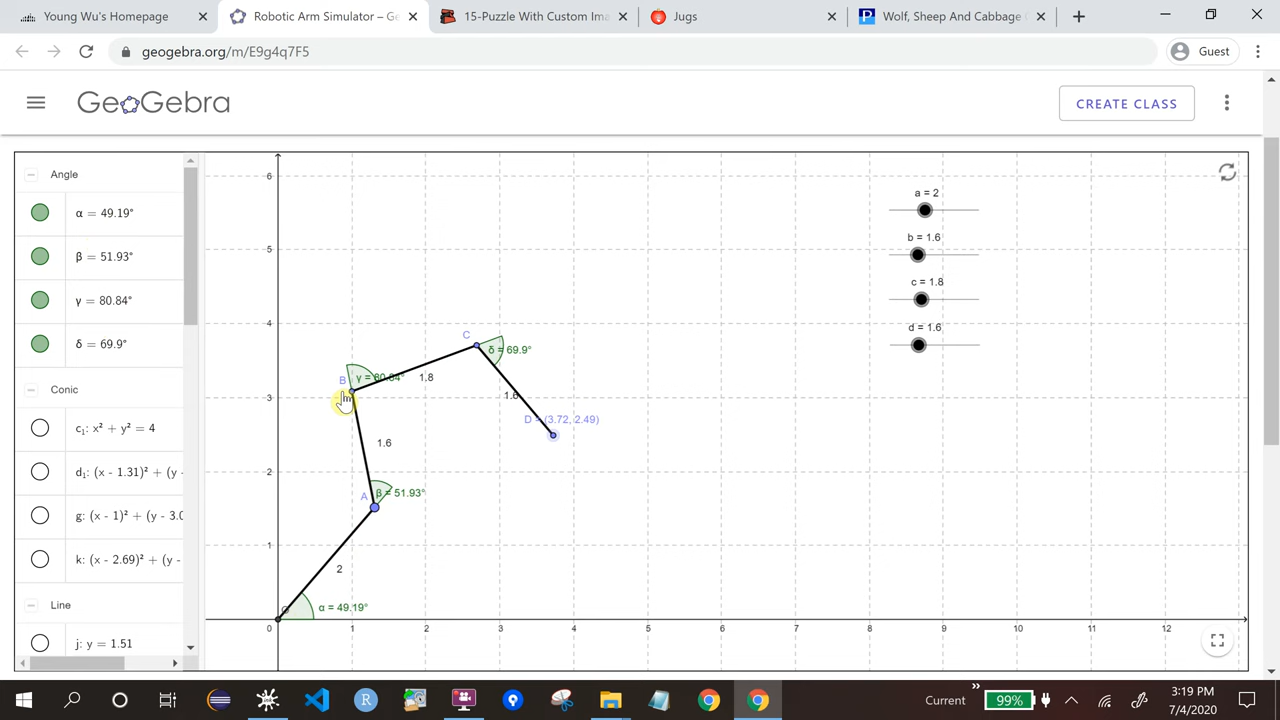 Young Wu's Homepage
Robotic Arm Simulator – Ge
15-Puzzle With Custom Ima
Jugs
Wolf, Sheep And Cabbage
geogebra.org/m/E9g4q7F5
Guest
GeoGebra
CREATE CLASS
Angle
α = 49.19°
β = 51.93°
γ = 80.84°
δ = 69.9°
Conic
c₁: x² + y² = 4
d₁: (x - 1.31)² + (y -
g: (x - 1)² + (y - 3.0
k: (x - 2.69)² + (y -
Line
j: y = 1.51
6
5
4
3
2
1
0
1
2
3
4
5
6
7
8
9
10
11
12
a = 2
b = 1.6
c = 1.8
d = 1.6
C
δ = 69.9°
B
γ = 80.84°
1.8
1.6
D = (3.72, 2.49)
1.6
A
β = 51.93°
2
α = 49.19°
Current
99%
3:19 PM
7/4/2020